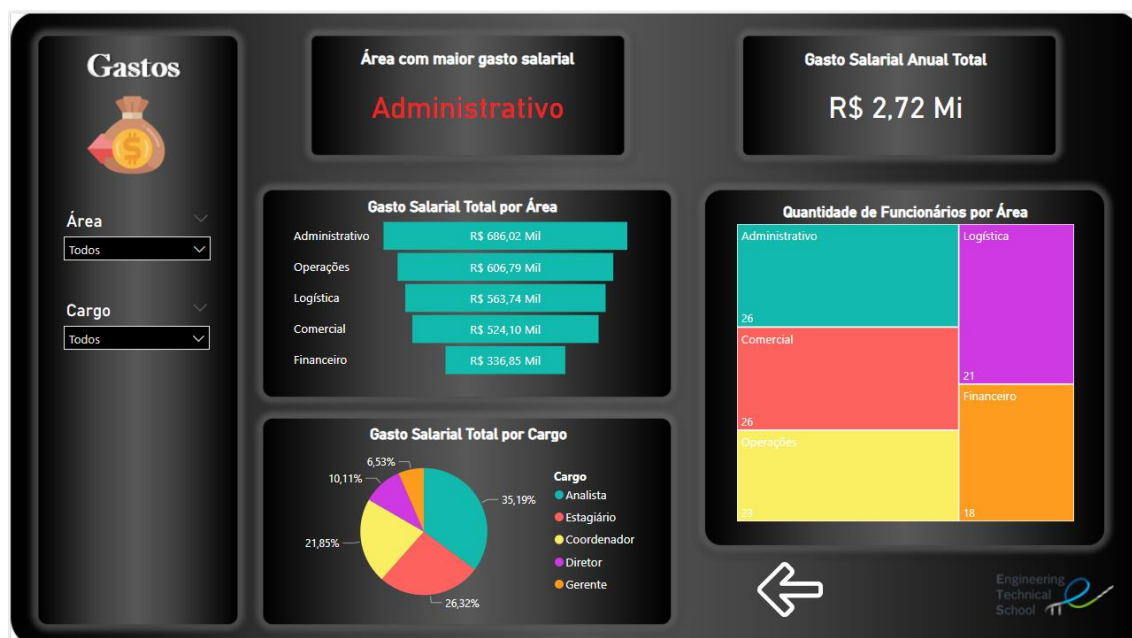 Gastos
$
Área
Todos
Cargo
Todos
Área com maior gasto salarial
Administrativo
Gasto Salarial Anual Total
R$ 2,72 Mi
Gasto Salarial Total por Área
Administrativo R$ 686,02 Mil
Operações R$ 606,79 Mil
Logística R$ 563,74 Mil
Comercial R$ 524,10 Mil
Financeiro R$ 336,85 Mil
Gasto Salarial Total por Cargo
6,53%
10,11%
35,19%
21,85%
26,32%
Cargo
Analista
Estagiário
Coordenador
Diretor
Gerente
Quantidade de Funcionários por Área
Administrativo
26
Comercial
26
Operações
23
Logística
21
Financeiro
18
Engineering
Technical
School